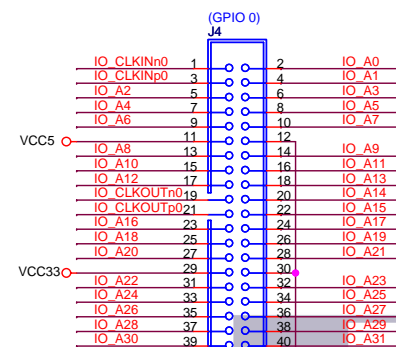 (GPIO 0)
J4
IO_CLKINn0 1 2 IO_A0
IO_CLKINp0 3 4 IO_A1
IO_A2 5 6 IO_A3
IO_A4 7 8 IO_A5
IO_A6 9 10 IO_A7
VCC5 11 12
IO_A8 13 14 IO_A9
IO_A10 15 16 IO_A11
IO_A12 17 18 IO_A13
IO_CLKOUTn0 19 20 IO_A14
IO_CLKOUTp0 21 22 IO_A15
IO_A16 23 24 IO_A17
IO_A18 25 26 IO_A19
IO_A20 27 28 IO_A21
VCC33 29 30
IO_A22 31 32 IO_A23
IO_A24 33 34 IO_A25
IO_A26 35 36 IO_A27
IO_A28 37 38 IO_A29
IO_A30 39 40 IO_A31